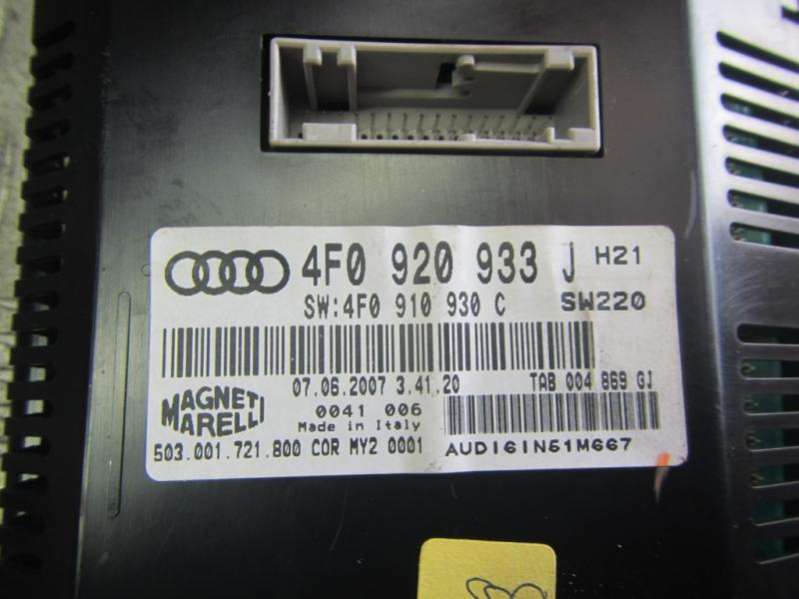 4F0 920 933 J H21
SW:4F0 910 930 C SW220
07.06.2007 3.41.20 TAB 004 869 GJ
MAGNETI
MARELLI
0041 006
Made in Italy
503.001.721.800 COR MY2 0001
AUDI6IN51M667